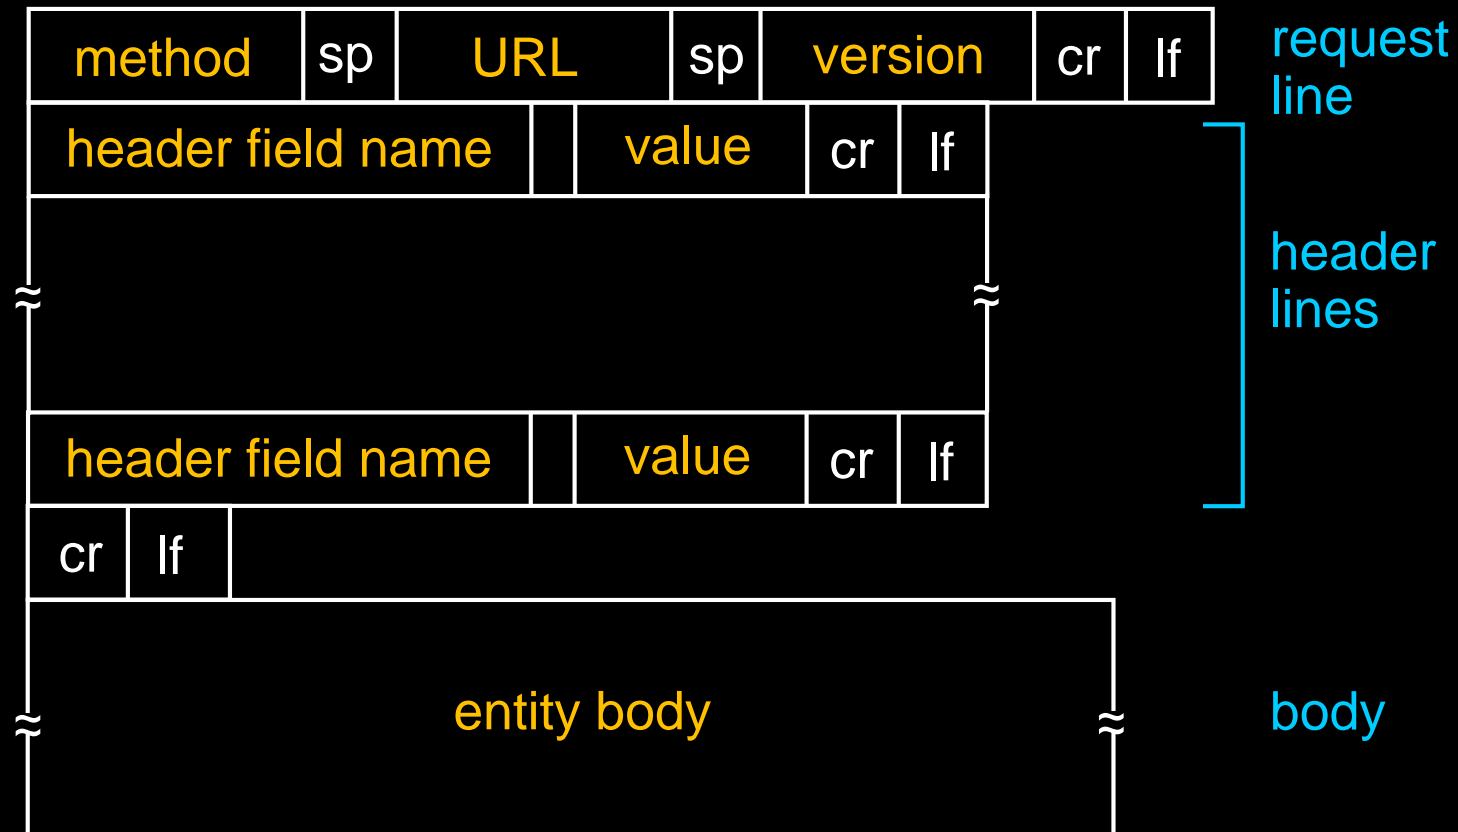 method sp URL sp version cr lf
request
line
header field name value cr lf
header
lines
header field name value cr lf
cr lf
entity body
body